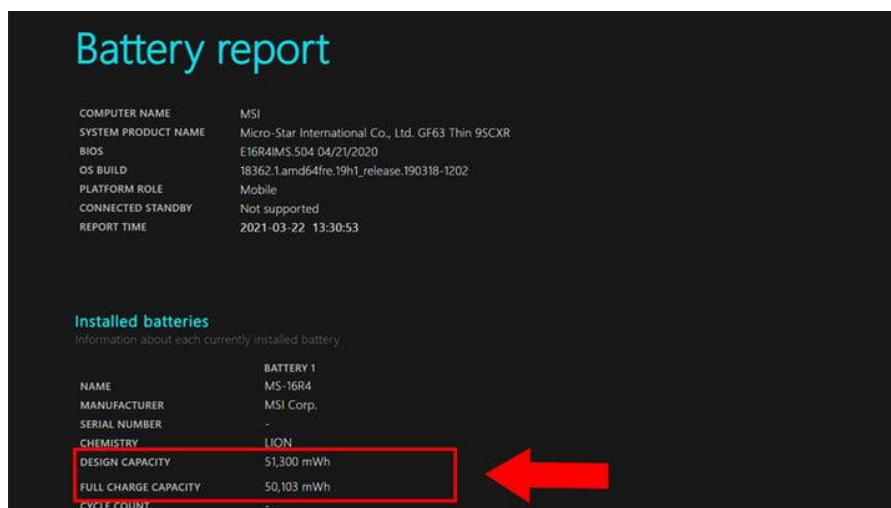 Battery report
COMPUTER NAME MSI
SYSTEM PRODUCT NAME Micro-Star International Co., Ltd. GF63 Thin 9SCXR
BIOS E16R4IMS.504 04/21/2020
OS BUILD 18362.1.amd64fre.19h1_release.190318-1202
PLATFORM ROLE Mobile
CONNECTED STANDBY Not supported
REPORT TIME 2021-03-22 13:30:53
Installed batteries
Information about each currently installed battery
BATTERY 1
NAME MS-16R4
MANUFACTURER MSI Corp.
SERIAL NUMBER -
CHEMISTRY LION
DESIGN CAPACITY 51,300 mWh
FULL CHARGE CAPACITY 50,103 mWh
CYCLE COUNT -